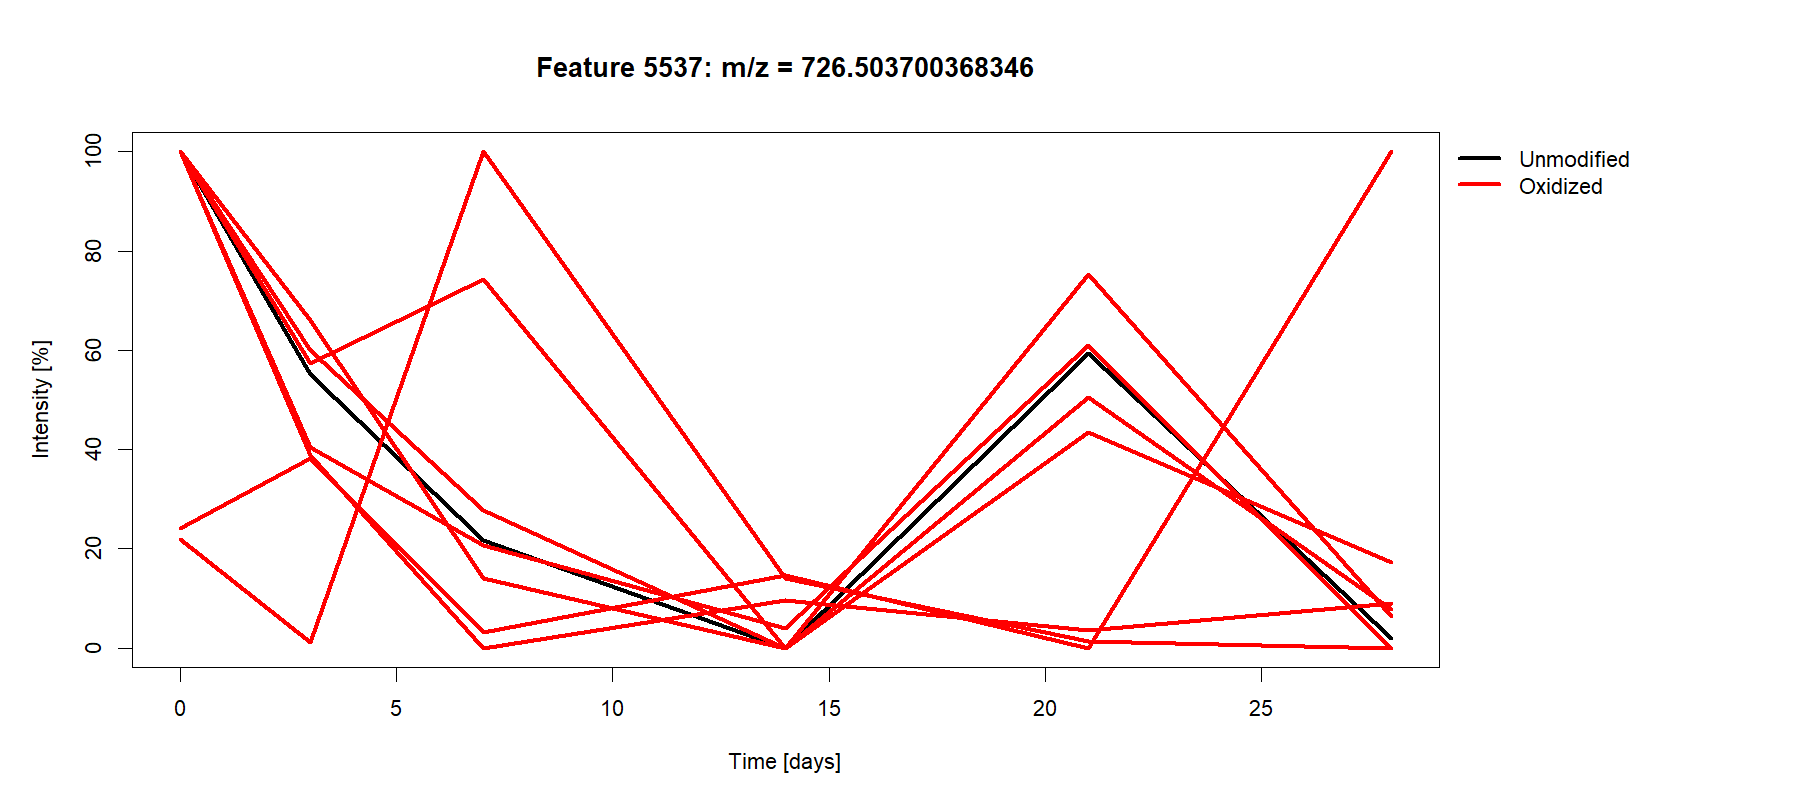 Feature 5537: m/z = 726.503700368346
Unmodified
Oxidized
Intensity [%]
100
80
60
40
20
0
0 5 10 15 20 25
Time [days]